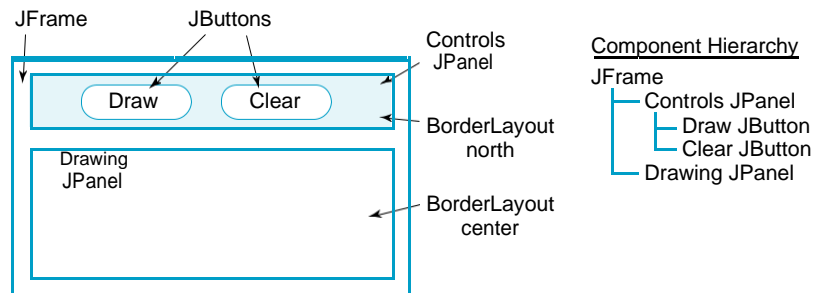 JFrame
JButtons
Controls
JPanel
Draw
Clear
BorderLayout
north
Drawing
JPanel
BorderLayout
center
Component Hierarchy
JFrame
Controls JPanel
Draw JButton
Clear JButton
Drawing JPanel